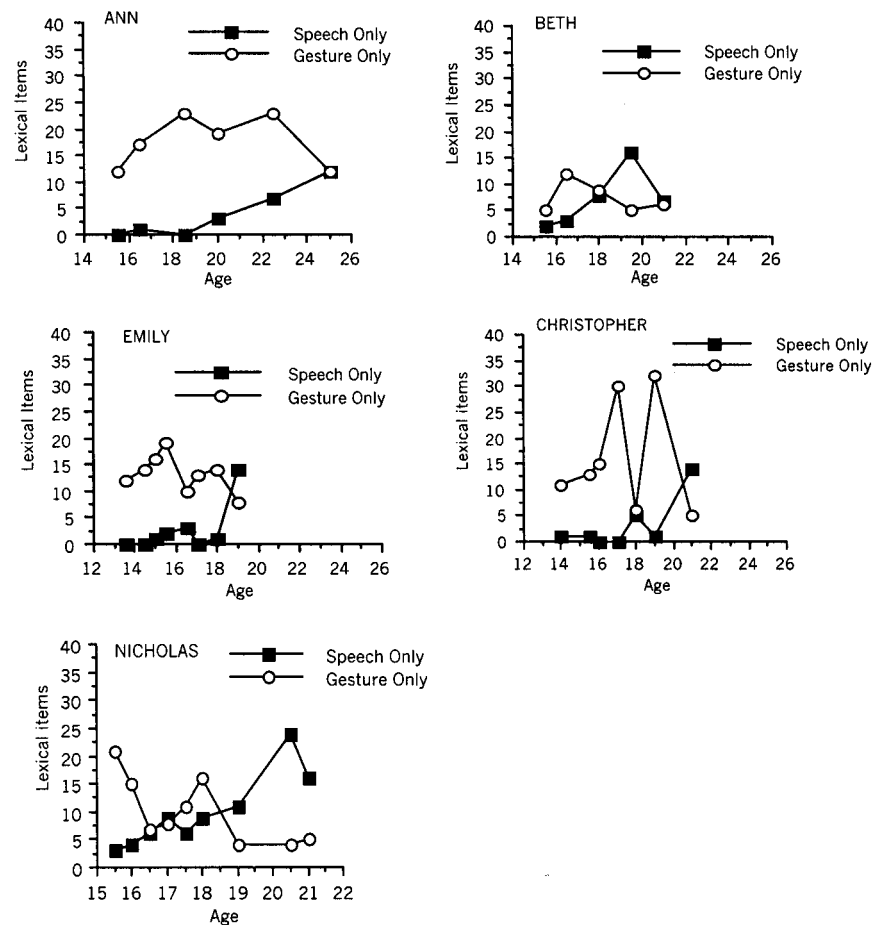 ANN
Speech Only
Gesture Only
Lexical Items
40
35
30
25
20
15
10
5
0
14 16 18 20 22 24 26
Age
BETH
Speech Only
Gesture Only
Lexical Items
40
35
30
25
20
15
10
5
0
14 16 18 20 22 24 26
Age
EMILY
Speech Only
Gesture Only
Lexical Items
40
35
30
25
20
15
10
5
0
12 14 16 18 20 22 24 26
Age
CHRISTOPHER
Speech Only
Gesture Only
Lexical items
40
35
30
25
20
15
10
5
0
12 14 16 18 20 22 24 26
Age
NICHOLAS
Speech Only
Gesture Only
Lexical items
40
35
30
25
20
15
10
5
0
15 16 17 18 19 20 21 22
Age